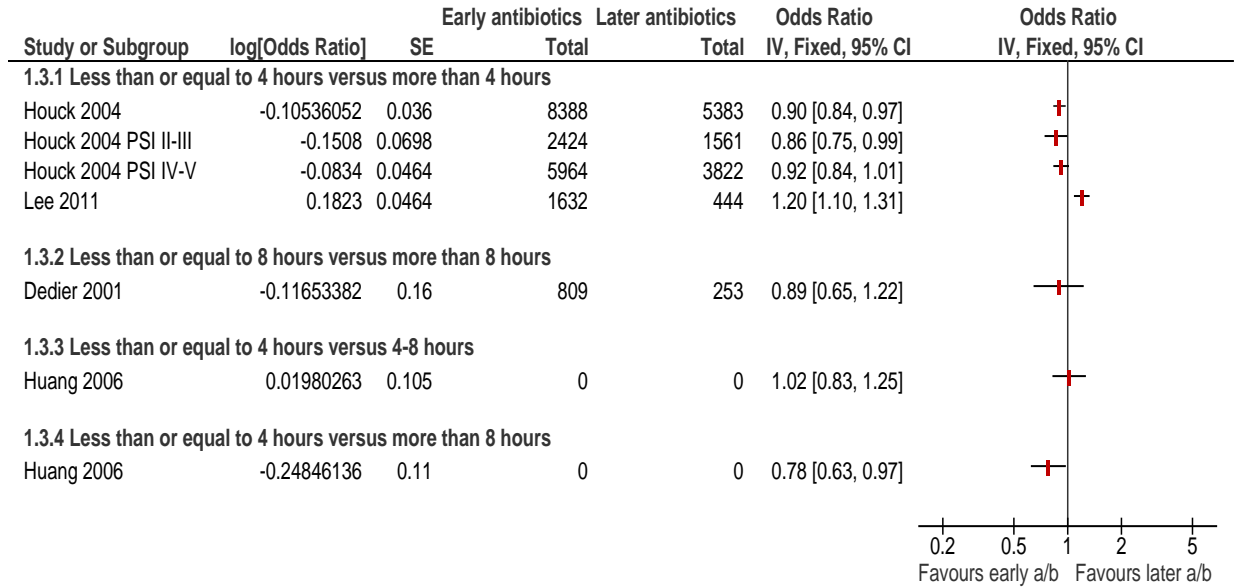 Early antibiotics Later antibiotics Odds Ratio Odds Ratio
Study or Subgroup log[Odds Ratio] SE Total Total IV, Fixed, 95% CI IV, Fixed, 95% CI
1.3.1 Less than or equal to 4 hours versus more than 4 hours
Houck 2004 -0.10536052 0.036 8388 5383 0.90 [0.84, 0.97]
Houck 2004 PSI II-III -0.1508 0.0698 2424 1561 0.86 [0.75, 0.99]
Houck 2004 PSI IV-V -0.0834 0.0464 5964 3822 0.92 [0.84, 1.01]
Lee 2011 0.1823 0.0464 1632 444 1.20 [1.10, 1.31]
1.3.2 Less than or equal to 8 hours versus more than 8 hours
Dedier 2001 -0.11653382 0.16 809 253 0.89 [0.65, 1.22]
1.3.3 Less than or equal to 4 hours versus 4-8 hours
Huang 2006 0.01980263 0.105 0 0 1.02 [0.83, 1.25]
1.3.4 Less than or equal to 4 hours versus more than 8 hours
Huang 2006 -0.24846136 0.11 0 0 0.78 [0.63, 0.97]
0.2 0.5 1 2 5
Favours early a/b Favours later a/b